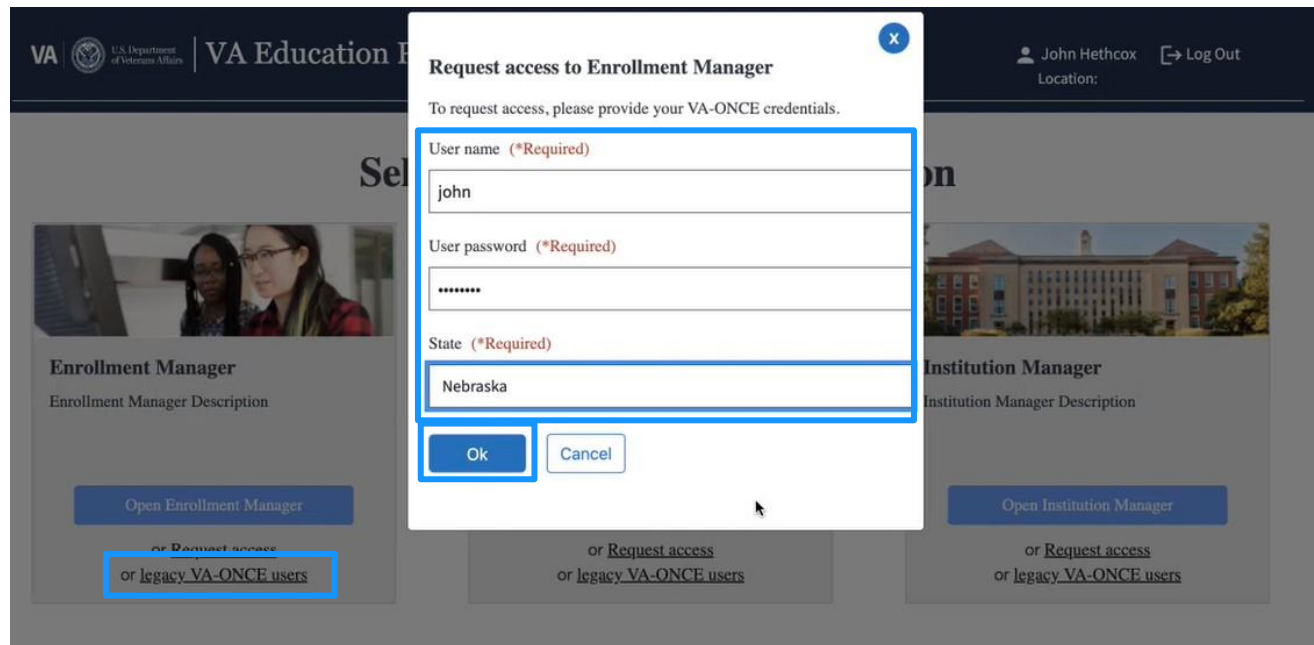 VA
U.S. Department
of Veterans Affairs
VA Education
John Hethcox
Log Out
Location:
Sel
on
x
Request access to Enrollment Manager
To request access, please provide your VA-ONCE credentials.
User name (*Required)
john
User password (*Required)
••••••••
State (*Required)
Nebraska
Ok
Cancel
Enrollment Manager
Enrollment Manager Description
Open Enrollment Manager
or Request access
or legacy VA-ONCE users
or Request access
or legacy VA-ONCE users
Institution Manager
Institution Manager Description
Open Institution Manager
or Request access
or legacy VA-ONCE users